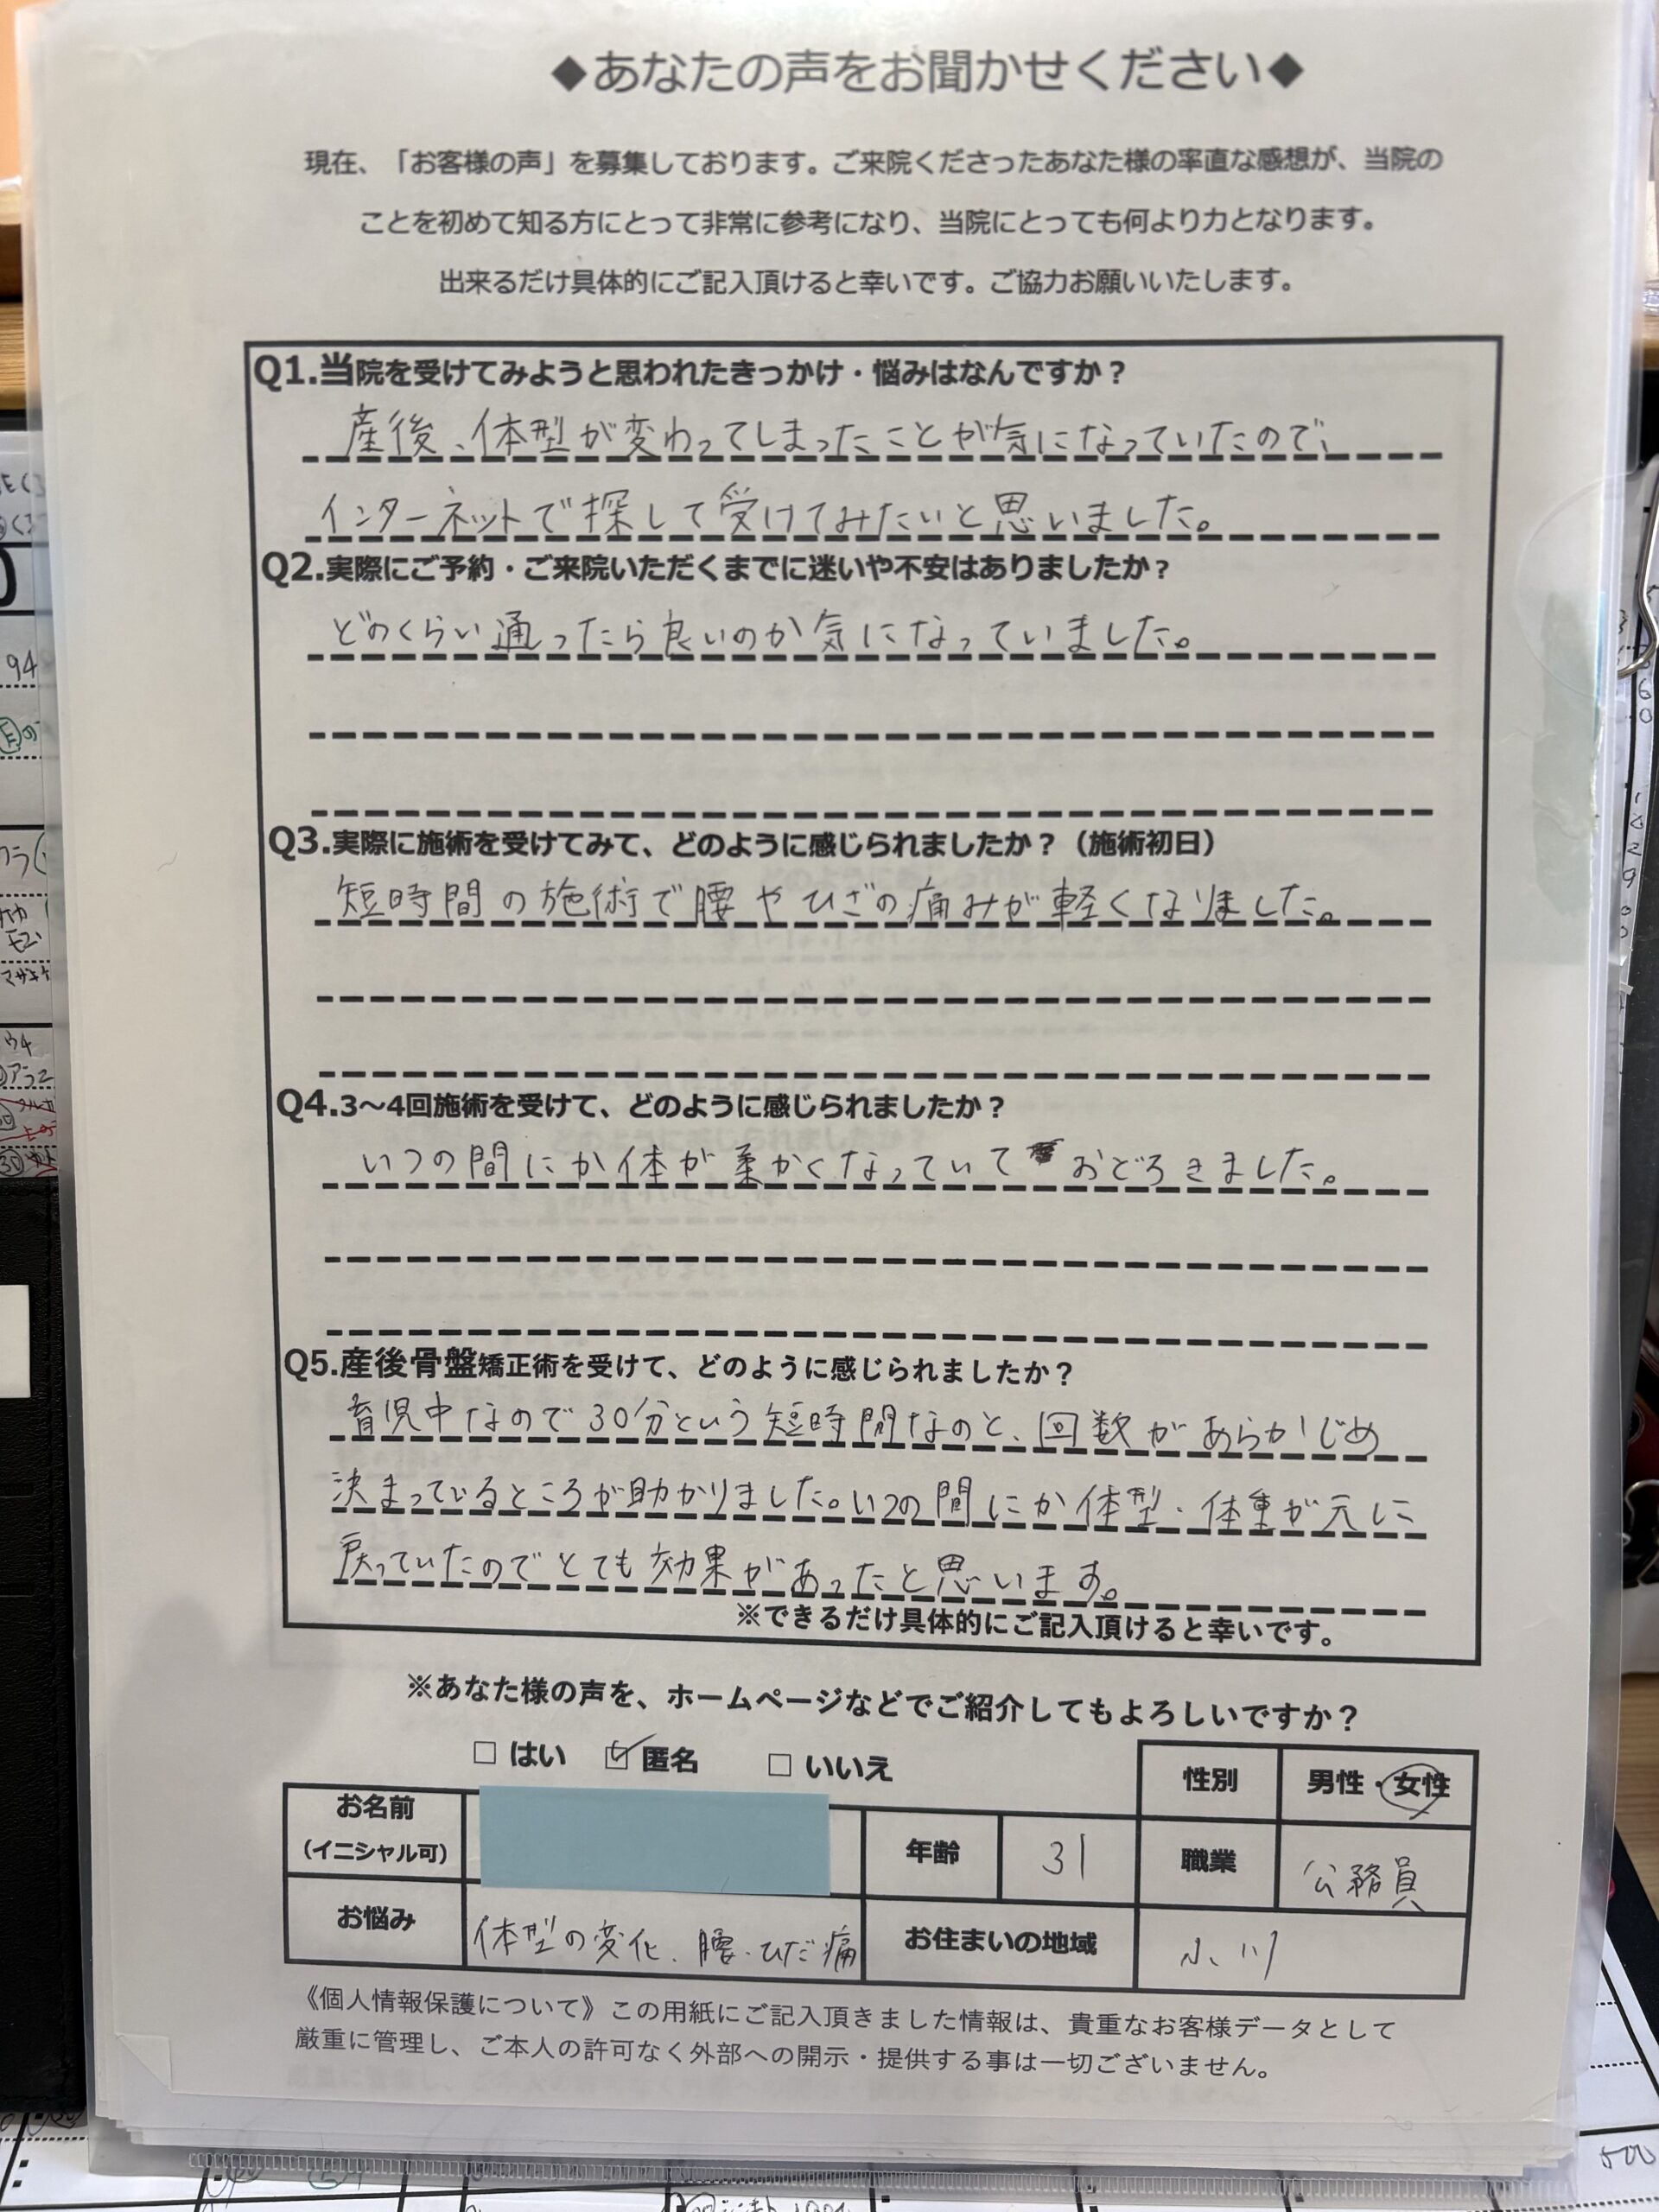 ◆あなたの声をお聞かせください◆
現在、「お客様の声」を募集しております。ご来院くださったあなた様の率直な感想が、当院の
ことを初めて知る方にとって非常に参考になり、当院にとっても何より力となります。
出来るだけ具体的にご記入頂けると幸いです。ご協力お願いいたします。
Q1.当院を受けてみようと思われたきっかけ・悩みはなんですか？
産後、体型が変わってしまったことが気になっていたので、
インターネットで探して受けてみたいと思いました。
Q2.実際にご予約・ご来院いただくまでに迷いや不安はありましたか？
どのくらい通ったら良いのか気になっていました。
Q3.実際に施術を受けてみて、どのように感じられましたか？（施術初日）
短時間の施術で腰やひざの痛みが軽くなりました。
Q4.3～4回施術を受けて、どのように感じられましたか？
いつの間にか体が柔かくなっていておどろきました。
Q5.産後骨盤矯正術を受けて、どのように感じられましたか？
育児中なので30分という短時間なのと、回数があらかじめ
決まっているところが助かりました。いつの間にか体型・体重が元に
戻っていたのでとても効果があったと思います。
※できるだけ具体的にご記入頂けると幸いです。
※あなた様の声を、ホームページなどでご紹介してもよろしいですか？
□ はい ☑ 匿名 □ いいえ
性別 男性・女性
お名前
（イニシャル可）
年齢 31 職業 公務員
お悩み 体型の変化、腰・ひだ痛 お住まいの地域 小川
《個人情報保護について》この用紙にご記入頂きました情報は、貴重なお客様データとして
厳重に管理し、ご本人の許可なく外部への開示・提供する事は一切ございません。
94
500